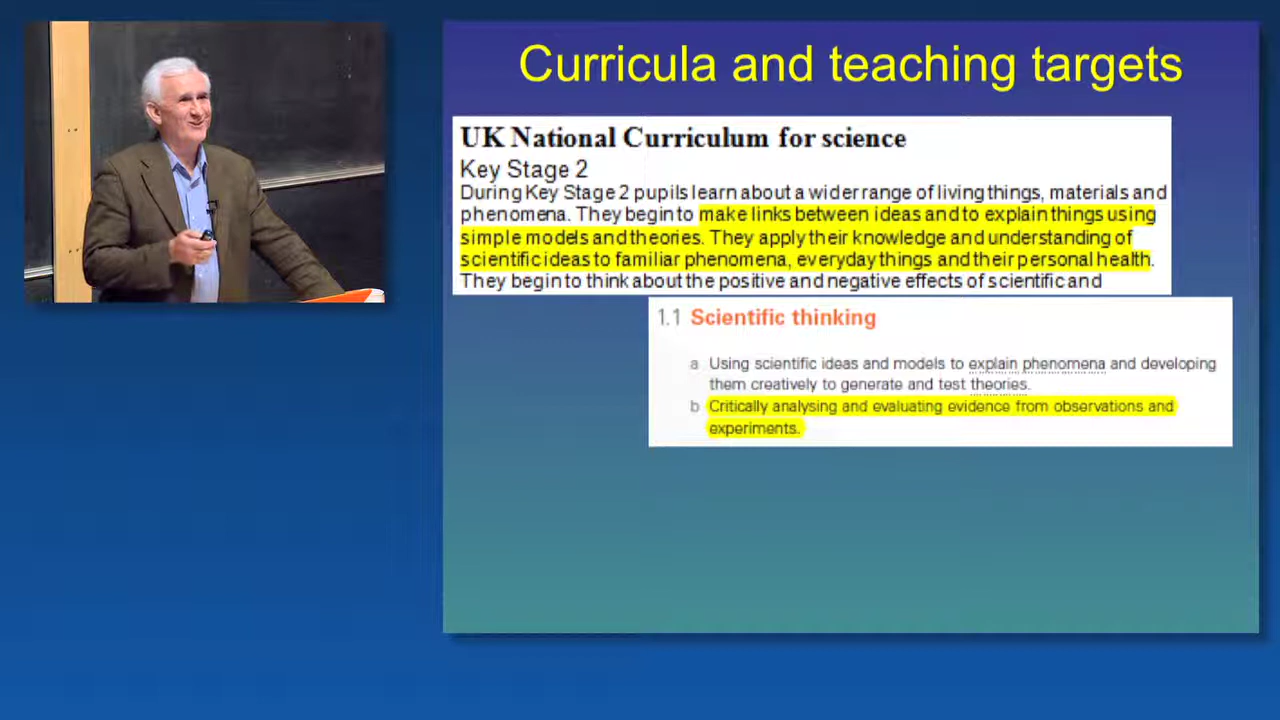 Curricula and teaching targets
UK National Curriculum for science
Key Stage 2
During Key Stage 2 pupils learn about a wider range of living things, materials and
phenomena. They begin to make links between ideas and to explain things using
simple models and theories. They apply their knowledge and understanding of
scientific ideas to familiar phenomena, everyday things and their personal health.
They begin to think about the positive and negative effects of scientific and
1.1 Scientific thinking
a Using scientific ideas and models to explain phenomena and developing
them creatively to generate and test theories.
b Critically analysing and evaluating evidence from observations and
experiments.